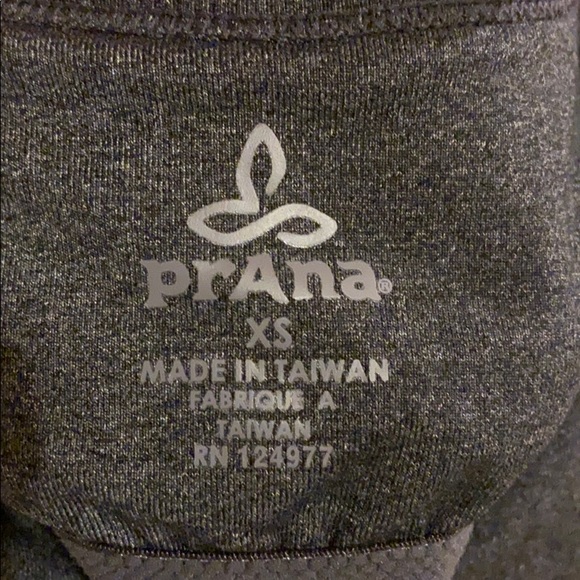 prAna®
XS
MADE IN TAIWAN
FABRIQUE A
TAIWAN
RN 124977